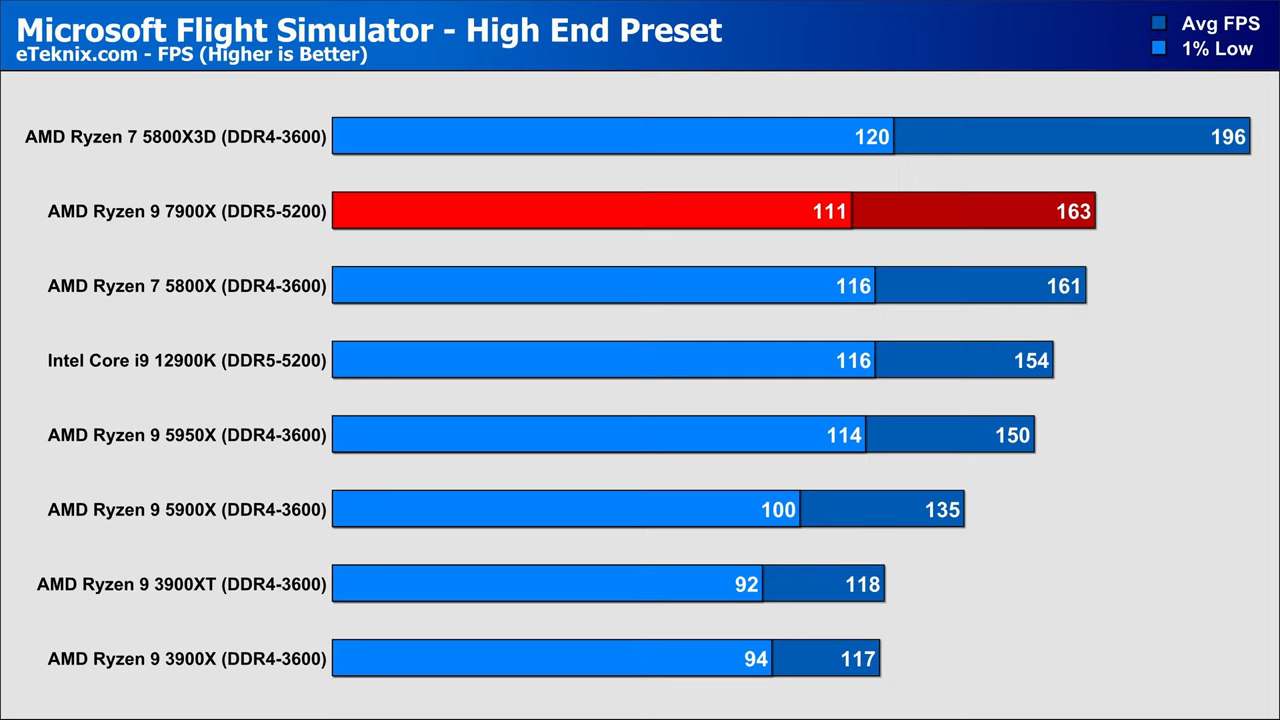 Microsoft Flight Simulator - High End Preset
eTeknix.com - FPS (Higher is Better)
Avg FPS
1% Low
AMD Ryzen 7 5800X3D (DDR4-3600) 120 196
AMD Ryzen 9 7900X (DDR5-5200) 111 163
AMD Ryzen 7 5800X (DDR4-3600) 116 161
Intel Core i9 12900K (DDR5-5200) 116 154
AMD Ryzen 9 5950X (DDR4-3600) 114 150
AMD Ryzen 9 5900X (DDR4-3600) 100 135
AMD Ryzen 9 3900XT (DDR4-3600) 92 118
AMD Ryzen 9 3900X (DDR4-3600) 94 117